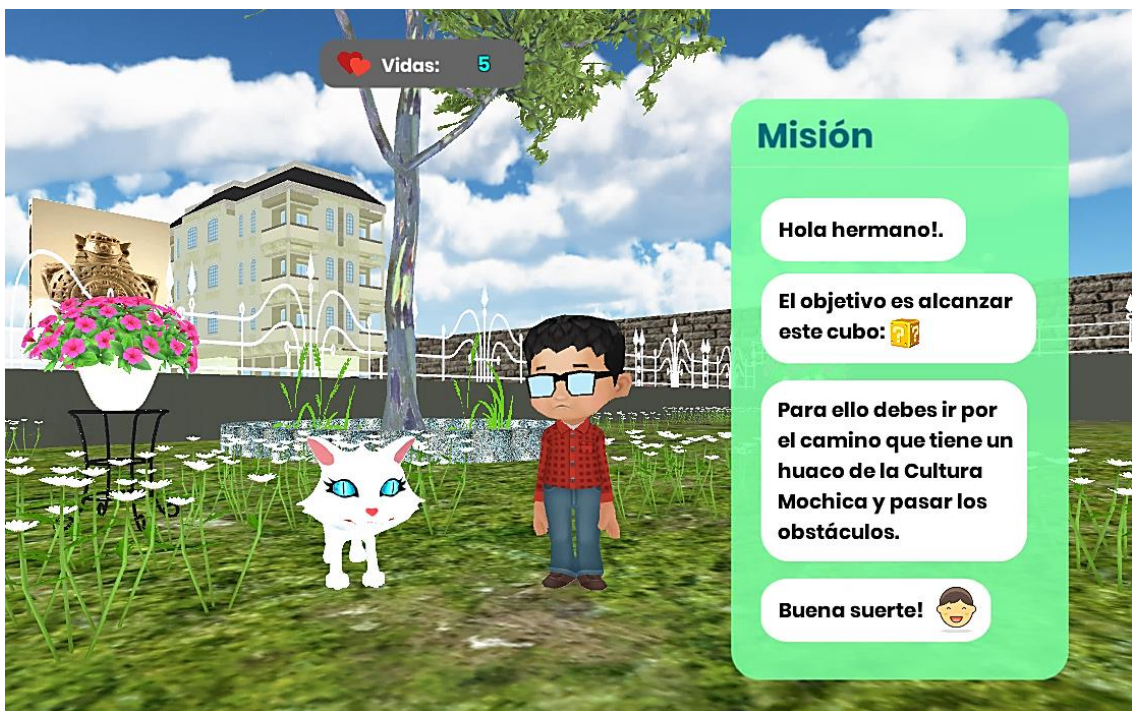 Vidas: 5
Misión
Hola hermano!.
El objetivo es alcanzar
este cubo:
Para ello debes ir por
el camino que tiene un
huaco de la Cultura
Mochica y pasar los
obstáculos.
Buena suerte!